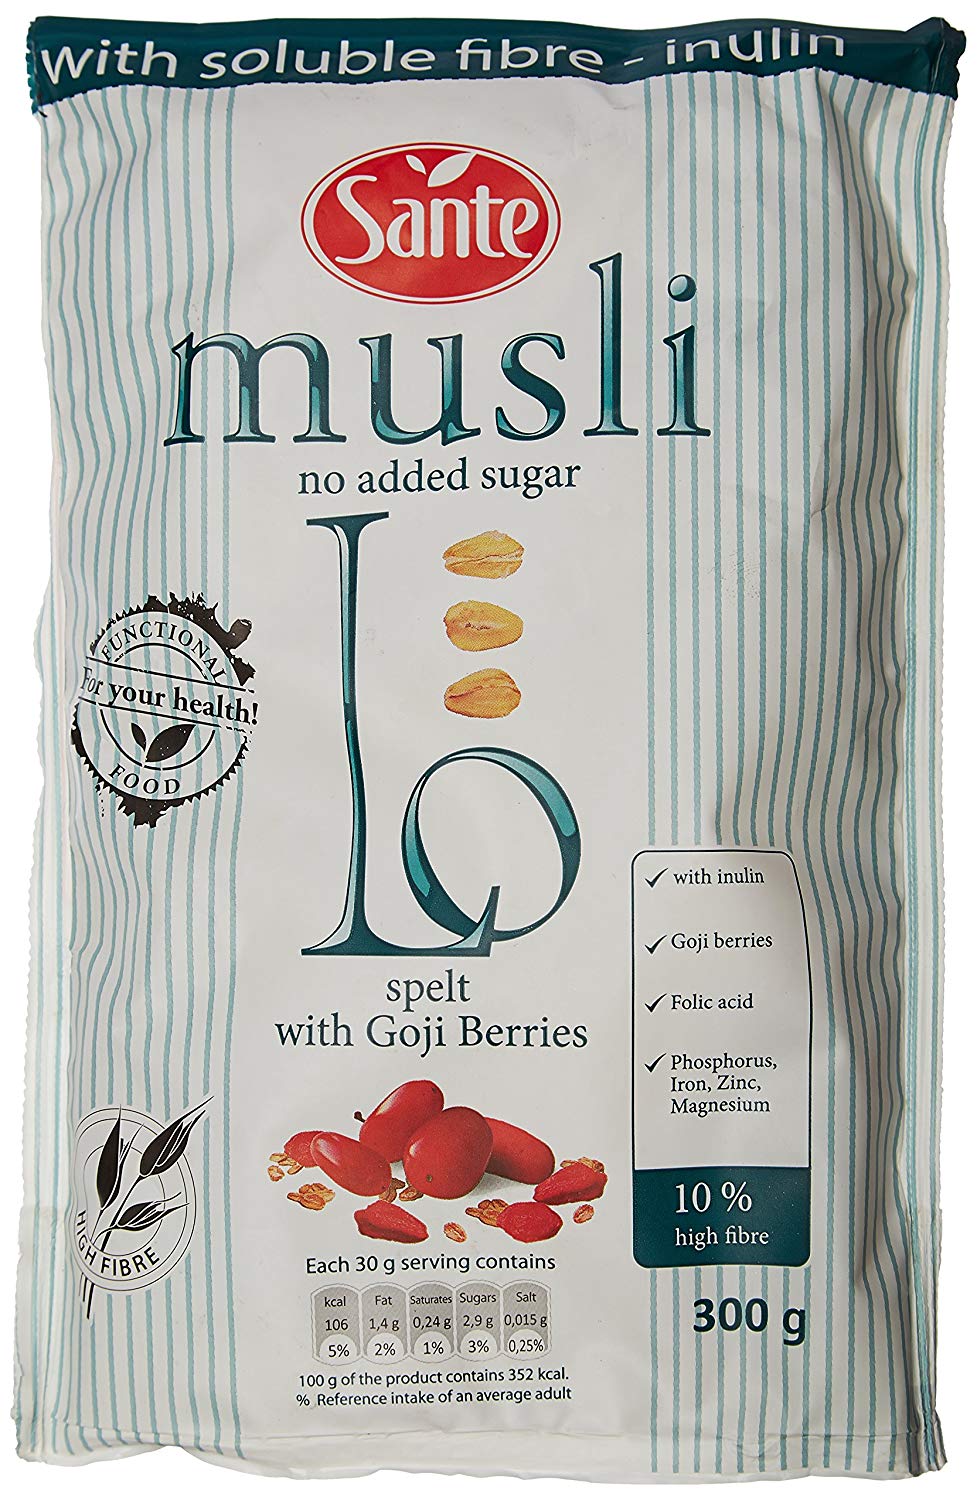 with soluble fibre - inulin
Sante
musli
no added sugar
Lo
spelt
with Goji Berries
FUNCTIONAL
For your health!
FOOD
with inulin
Goji berries
Folic acid
Phosphorus,
Iron, Zinc,
Magnesium
10 %
high fibre
HIGH FIBRE
Each 30 g serving contains
kcal Fat Saturates Sugars Salt
106 1,4 g 0,24 g 2,9 g 0,015 g
5% 2% 1% 3% 0,25%
100 g of the product contains 352 kcal.
% Reference intake of an average adult
300 g